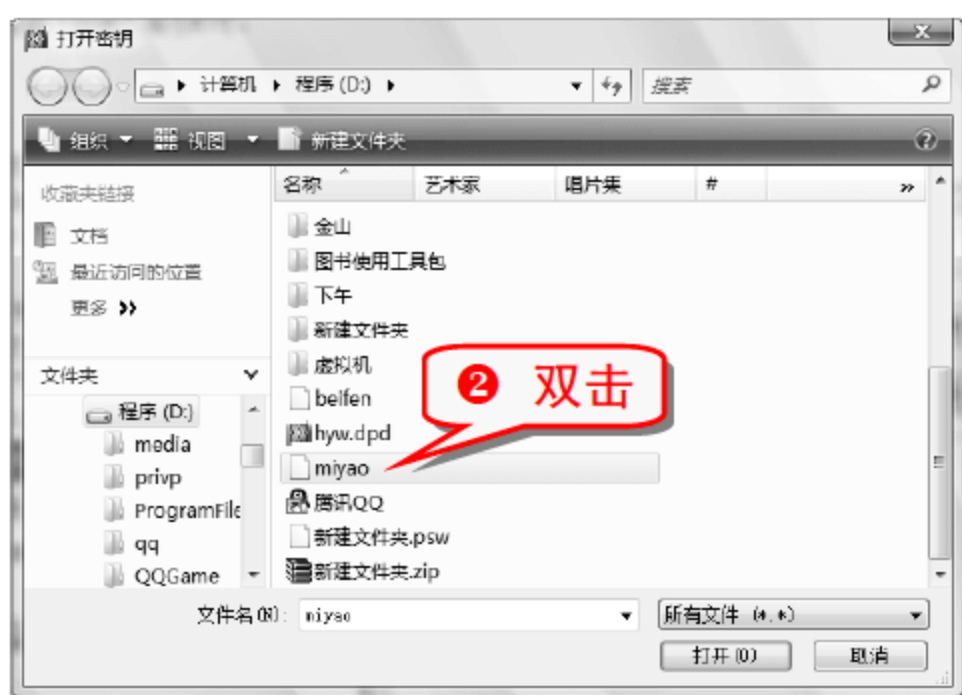 打开密钥
计算机 程序 (D:) 搜索
组织 视图 新建文件夹
收藏夹链接
文档
最近访问的位置
更多
文件夹
程序 (D:)
media
privp
ProgramFile
qq
QQGame
名称 艺术家 唱片集 #
金山
图书使用工具包
下午
新建文件夹
虚拟机
beifen
hyw.dpd
miyao
腾讯QQ
新建文件夹.psw
新建文件夹.zip
❷ 双击
文件名(N): miyao 所有文件 (*.*)
打开(O) 取消